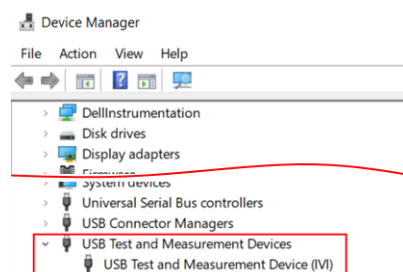 Device Manager
File Action View Help
DellInstrumentation
Disk drives
Display adapters
Firmware
System devices
Universal Serial Bus controllers
USB Connector Managers
USB Test and Measurement Devices
USB Test and Measurement Device (IVI)